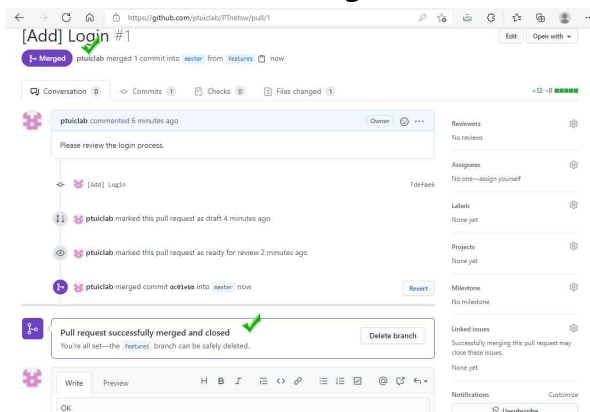 https://github.com/ptuiclab/PTnetsw/pull/1
[Add] Login #1
Edit
Open with
Merged
ptuiclab merged 1 commit into master from feature1 now
Conversation 0
Commits 1
Checks 0
Files changed 1
+12 −0
ptuiclab commented 6 minutes ago
Owner
Please review the login process.
[Add] Login
7defae6
ptuiclab marked this pull request as draft 4 minutes ago
ptuiclab marked this pull request as ready for review 2 minutes ago
ptuiclab merged commit dc01ebb into master now
Revert
Pull request successfully merged and closed
You're all set—the feature1 branch can be safely deleted.
Delete branch
Write
Preview
H B I
OK
Reviewers
No reviews
Assignees
No one—assign yourself
Labels
None yet
Projects
None yet
Milestone
No milestone
Linked issues
Successfully merging this pull request may
close these issues.
None yet
Notifications
Customize
Unsubscribe